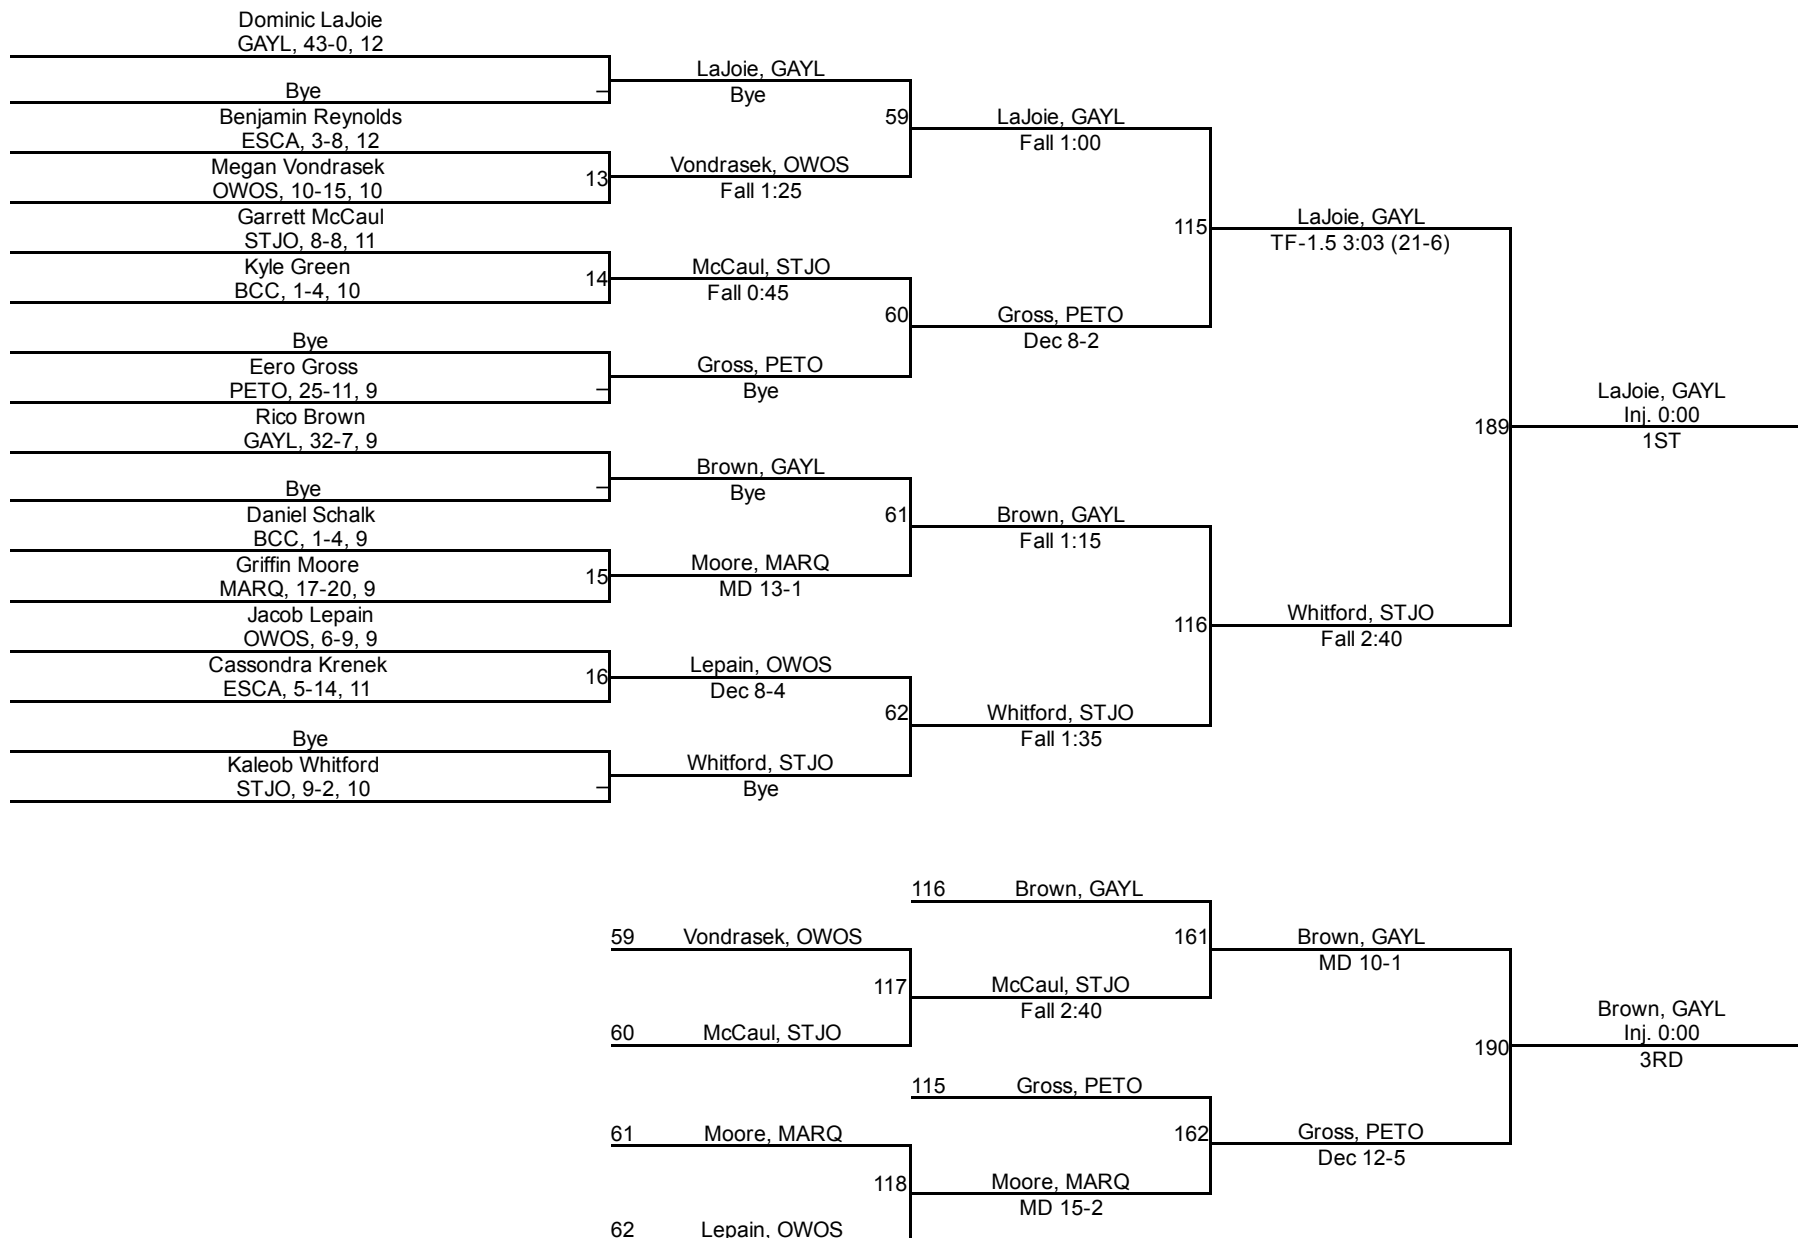 Dominic LaJoie
GAYL, 43-0, 12
Bye
Benjamin Reynolds
ESCA, 3-8, 12
Megan Vondrasek
OWOS, 10-15, 10
Garrett McCaul
STJO, 8-8, 11
Kyle Green
BCC, 1-4, 10
Bye
Eero Gross
PETO, 25-11, 9
Rico Brown
GAYL, 32-7, 9
Bye
Daniel Schalk
BCC, 1-4, 9
Griffin Moore
MARQ, 17-20, 9
Jacob Lepain
OWOS, 6-9, 9
Cassondra Krenek
ESCA, 5-14, 11
Bye
Kaleob Whitford
STJO, 9-2, 10
–
13
14
–
–
15
16
–
LaJoie, GAYL
Bye
Vondrasek, OWOS
Fall 1:25
McCaul, STJO
Fall 0:45
Gross, PETO
Bye
Brown, GAYL
Bye
Moore, MARQ
MD 13-1
Lepain, OWOS
Dec 8-4
Whitford, STJO
Bye
59
60
61
62
LaJoie, GAYL
Fall 1:00
Gross, PETO
Dec 8-2
Brown, GAYL
Fall 1:15
Whitford, STJO
Fall 1:35
115
116
LaJoie, GAYL
TF-1.5 3:03 (21-6)
Whitford, STJO
Fall 2:40
189
LaJoie, GAYL
Inj. 0:00
1ST
59 Vondrasek, OWOS
60 McCaul, STJO
61 Moore, MARQ
62 Lepain, OWOS
117
118
116 Brown, GAYL
McCaul, STJO
Fall 2:40
115 Gross, PETO
Moore, MARQ
MD 15-2
161
162
Brown, GAYL
MD 10-1
Gross, PETO
Dec 12-5
190
Brown, GAYL
Inj. 0:00
3RD